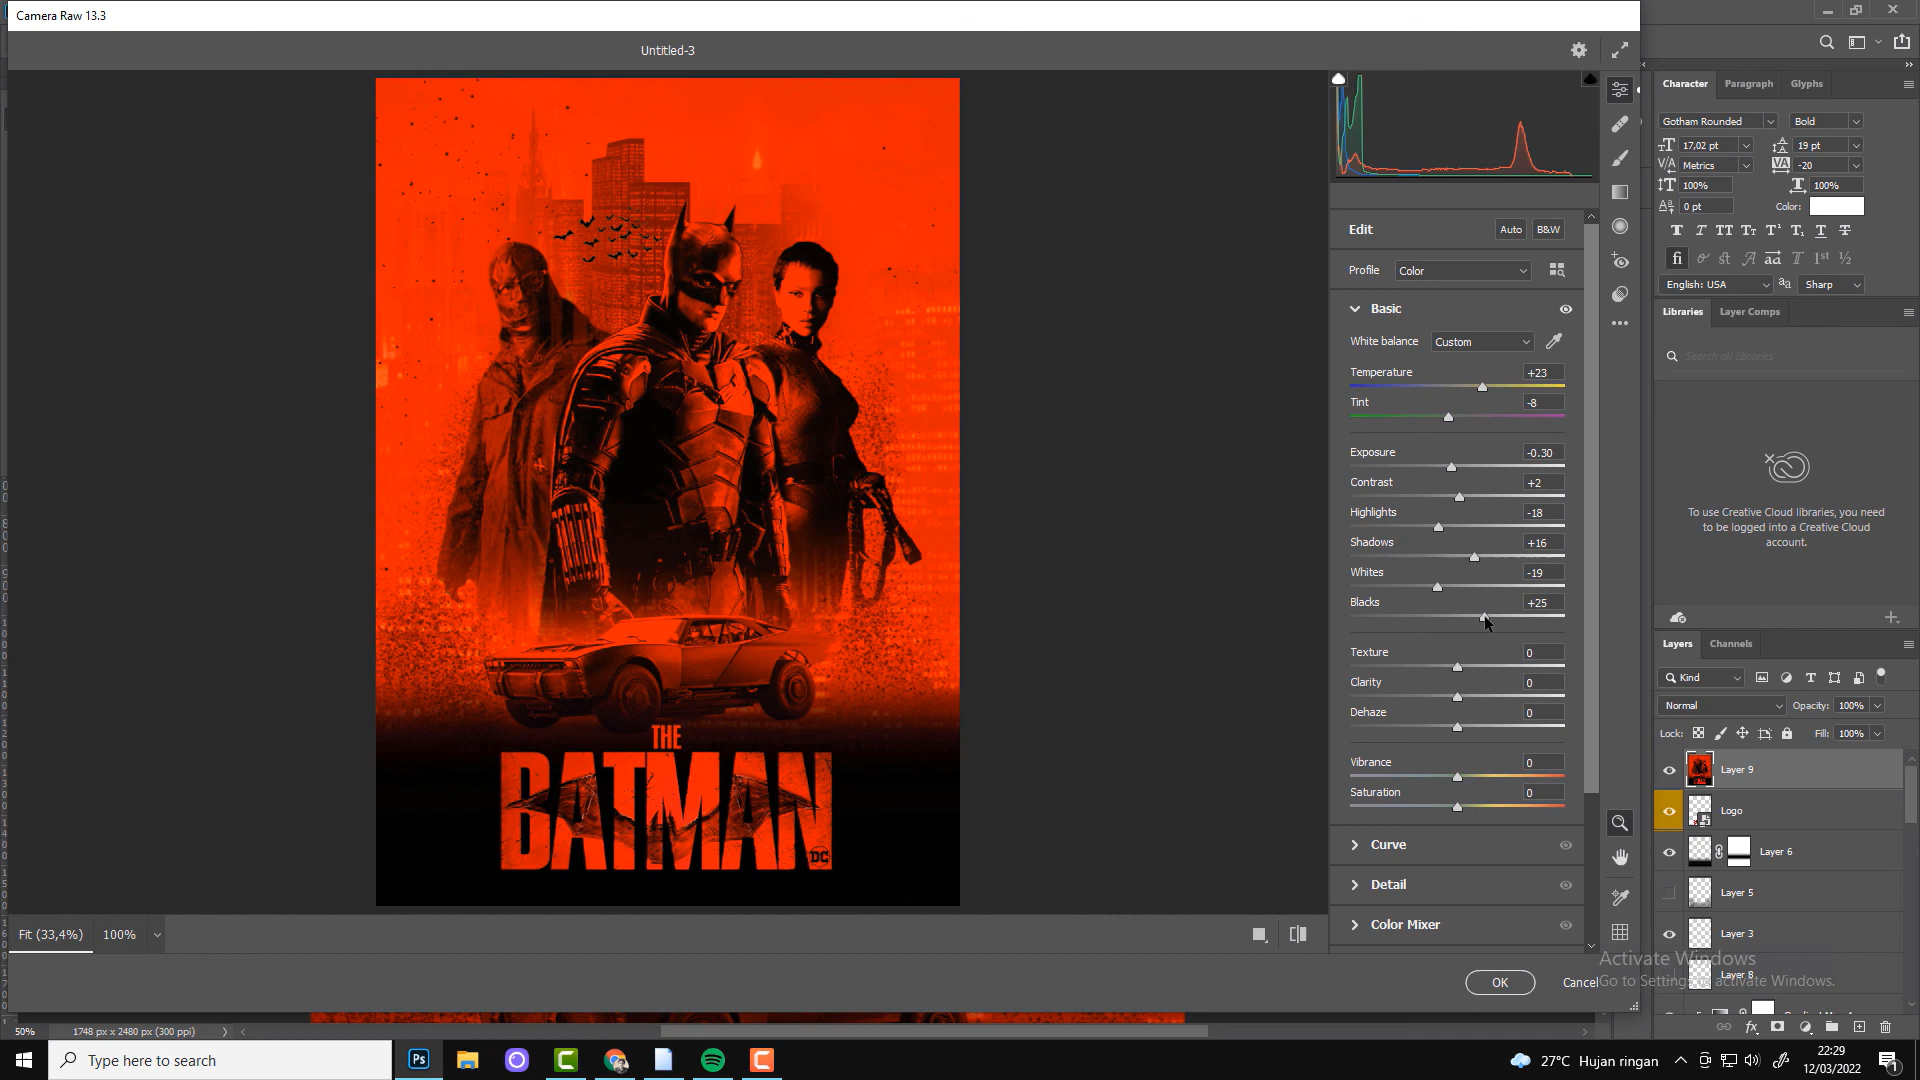 Camera Raw 13.3
Untitled-3
THE
BATMAN
DC
Edit
Auto
B&W
Profile
Color
Basic
White balance
Custom
Temperature
+23
Tint
-8
Exposure
-0.30
Contrast
+2
Highlights
-18
Shadows
+16
Whites
-19
Blacks
+25
Texture
0
Clarity
0
Dehaze
0
Vibrance
0
Saturation
0
Curve
Detail
Color Mixer
Fit (33,4%)
100%
OK
Cancel
Character
Paragraph
Glyphs
Gotham Rounded
Bold
17,02 pt
19 pt
Metrics
-20
100%
100%
0 pt
Color:
English: USA
Sharp
Libraries
Layer Comps
Search all libraries
To use Creative Cloud libraries, you need
to be logged into a Creative Cloud
account.
Layers
Channels
Kind
Normal
Opacity:
100%
Lock:
Fill:
100%
Layer 9
Logo
Layer 6
Layer 5
Layer 3
Layer 8
Activate Windows
Go to Settings to activate Windows.
50%
1748 px x 2480 px (300 ppi)
Type here to search
Ps
27°C Hujan ringan
22:29
12/03/2022
1